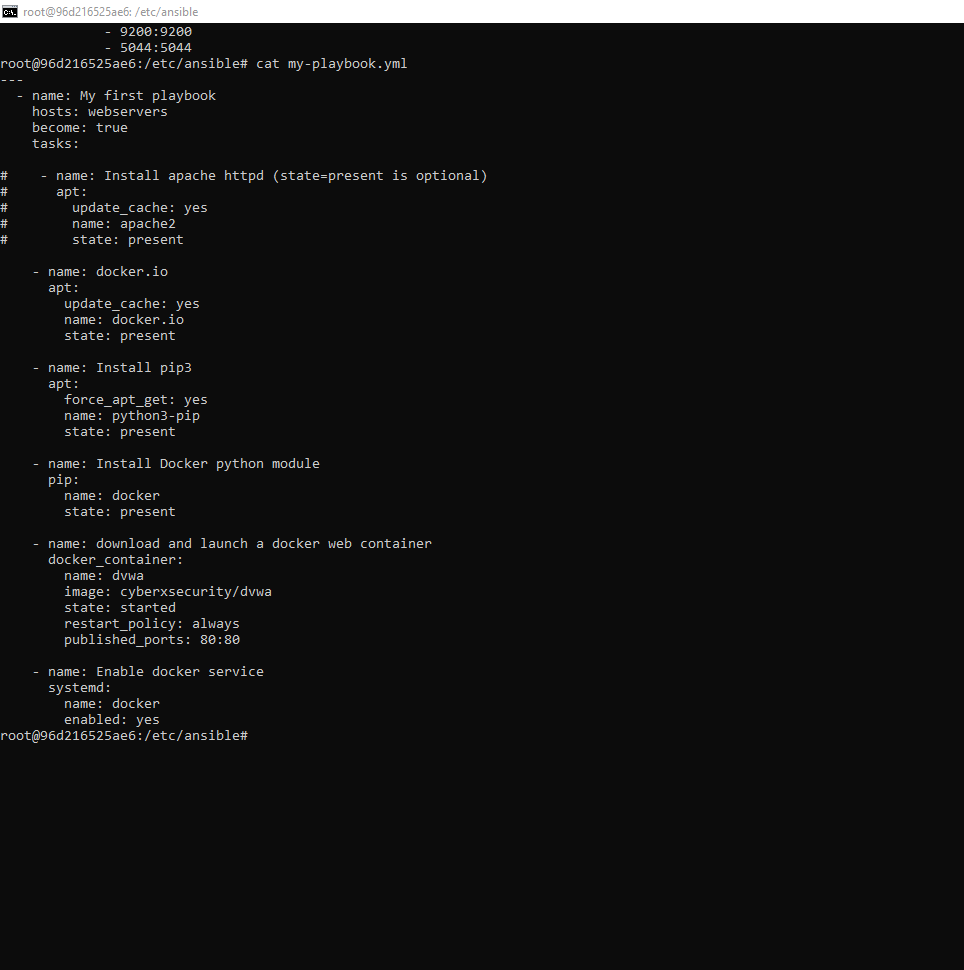 root@96d216525ae6: /etc/ansible
- 9200:9200
- 5044:5044
root@96d216525ae6:/etc/ansible# cat my-playbook.yml
---
  - name: My first playbook
    hosts: webservers
    become: true
    tasks:

#    - name: Install apache httpd (state=present is optional)
#      apt:
#        update_cache: yes
#        name: apache2
#        state: present

    - name: docker.io
      apt:
        update_cache: yes
        name: docker.io
        state: present

    - name: Install pip3
      apt:
        force_apt_get: yes
        name: python3-pip
        state: present

    - name: Install Docker python module
      pip:
        name: docker
        state: present

    - name: download and launch a docker web container
      docker_container:
        name: dvwa
        image: cyberxsecurity/dvwa
        state: started
        restart_policy: always
        published_ports: 80:80

    - name: Enable docker service
      systemd:
        name: docker
        enabled: yes
root@96d216525ae6:/etc/ansible#